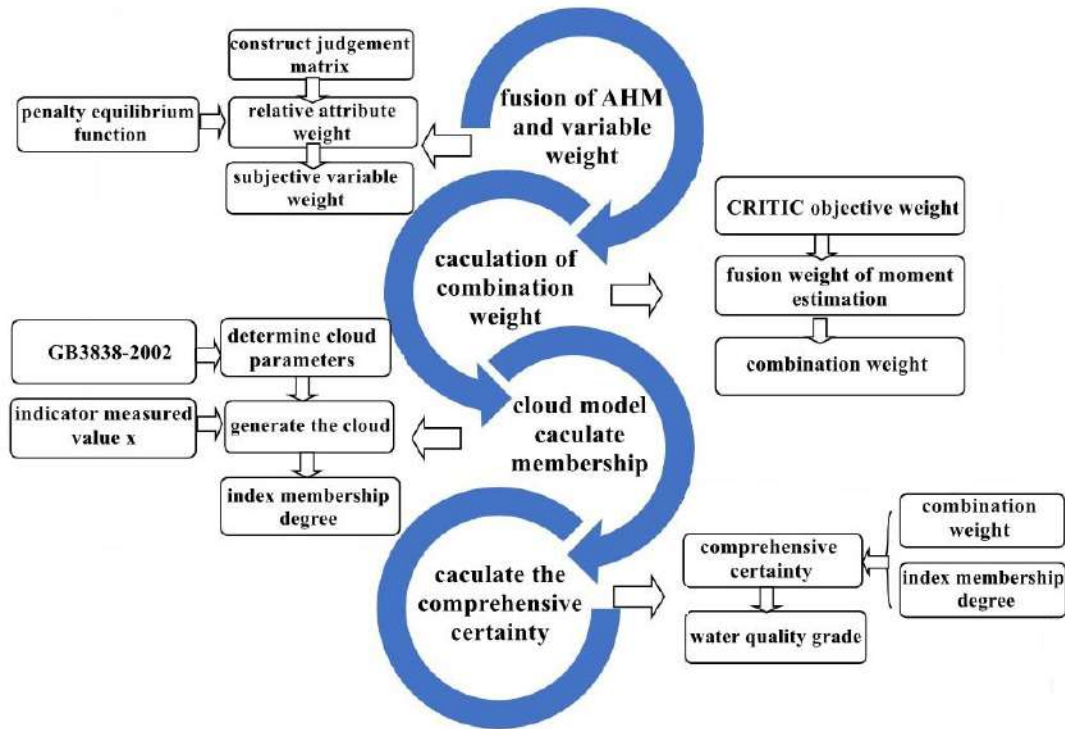 construct judgement
matrix
penalty equilibrium
function
relative attribute
weight
subjective variable
weight
fusion of AHM
and variable
weight
caculation of
combination
weight
CRITIC objective weight
fusion weight of moment
estimation
combination weight
GB3838-2002
determine cloud
parameters
indicator measured
value x
generate the cloud
index membership
degree
cloud model
caculate
membership
caculate the
comprehensive
certainty
comprehensive
certainty
water quality grade
combination
weight
index membership
degree